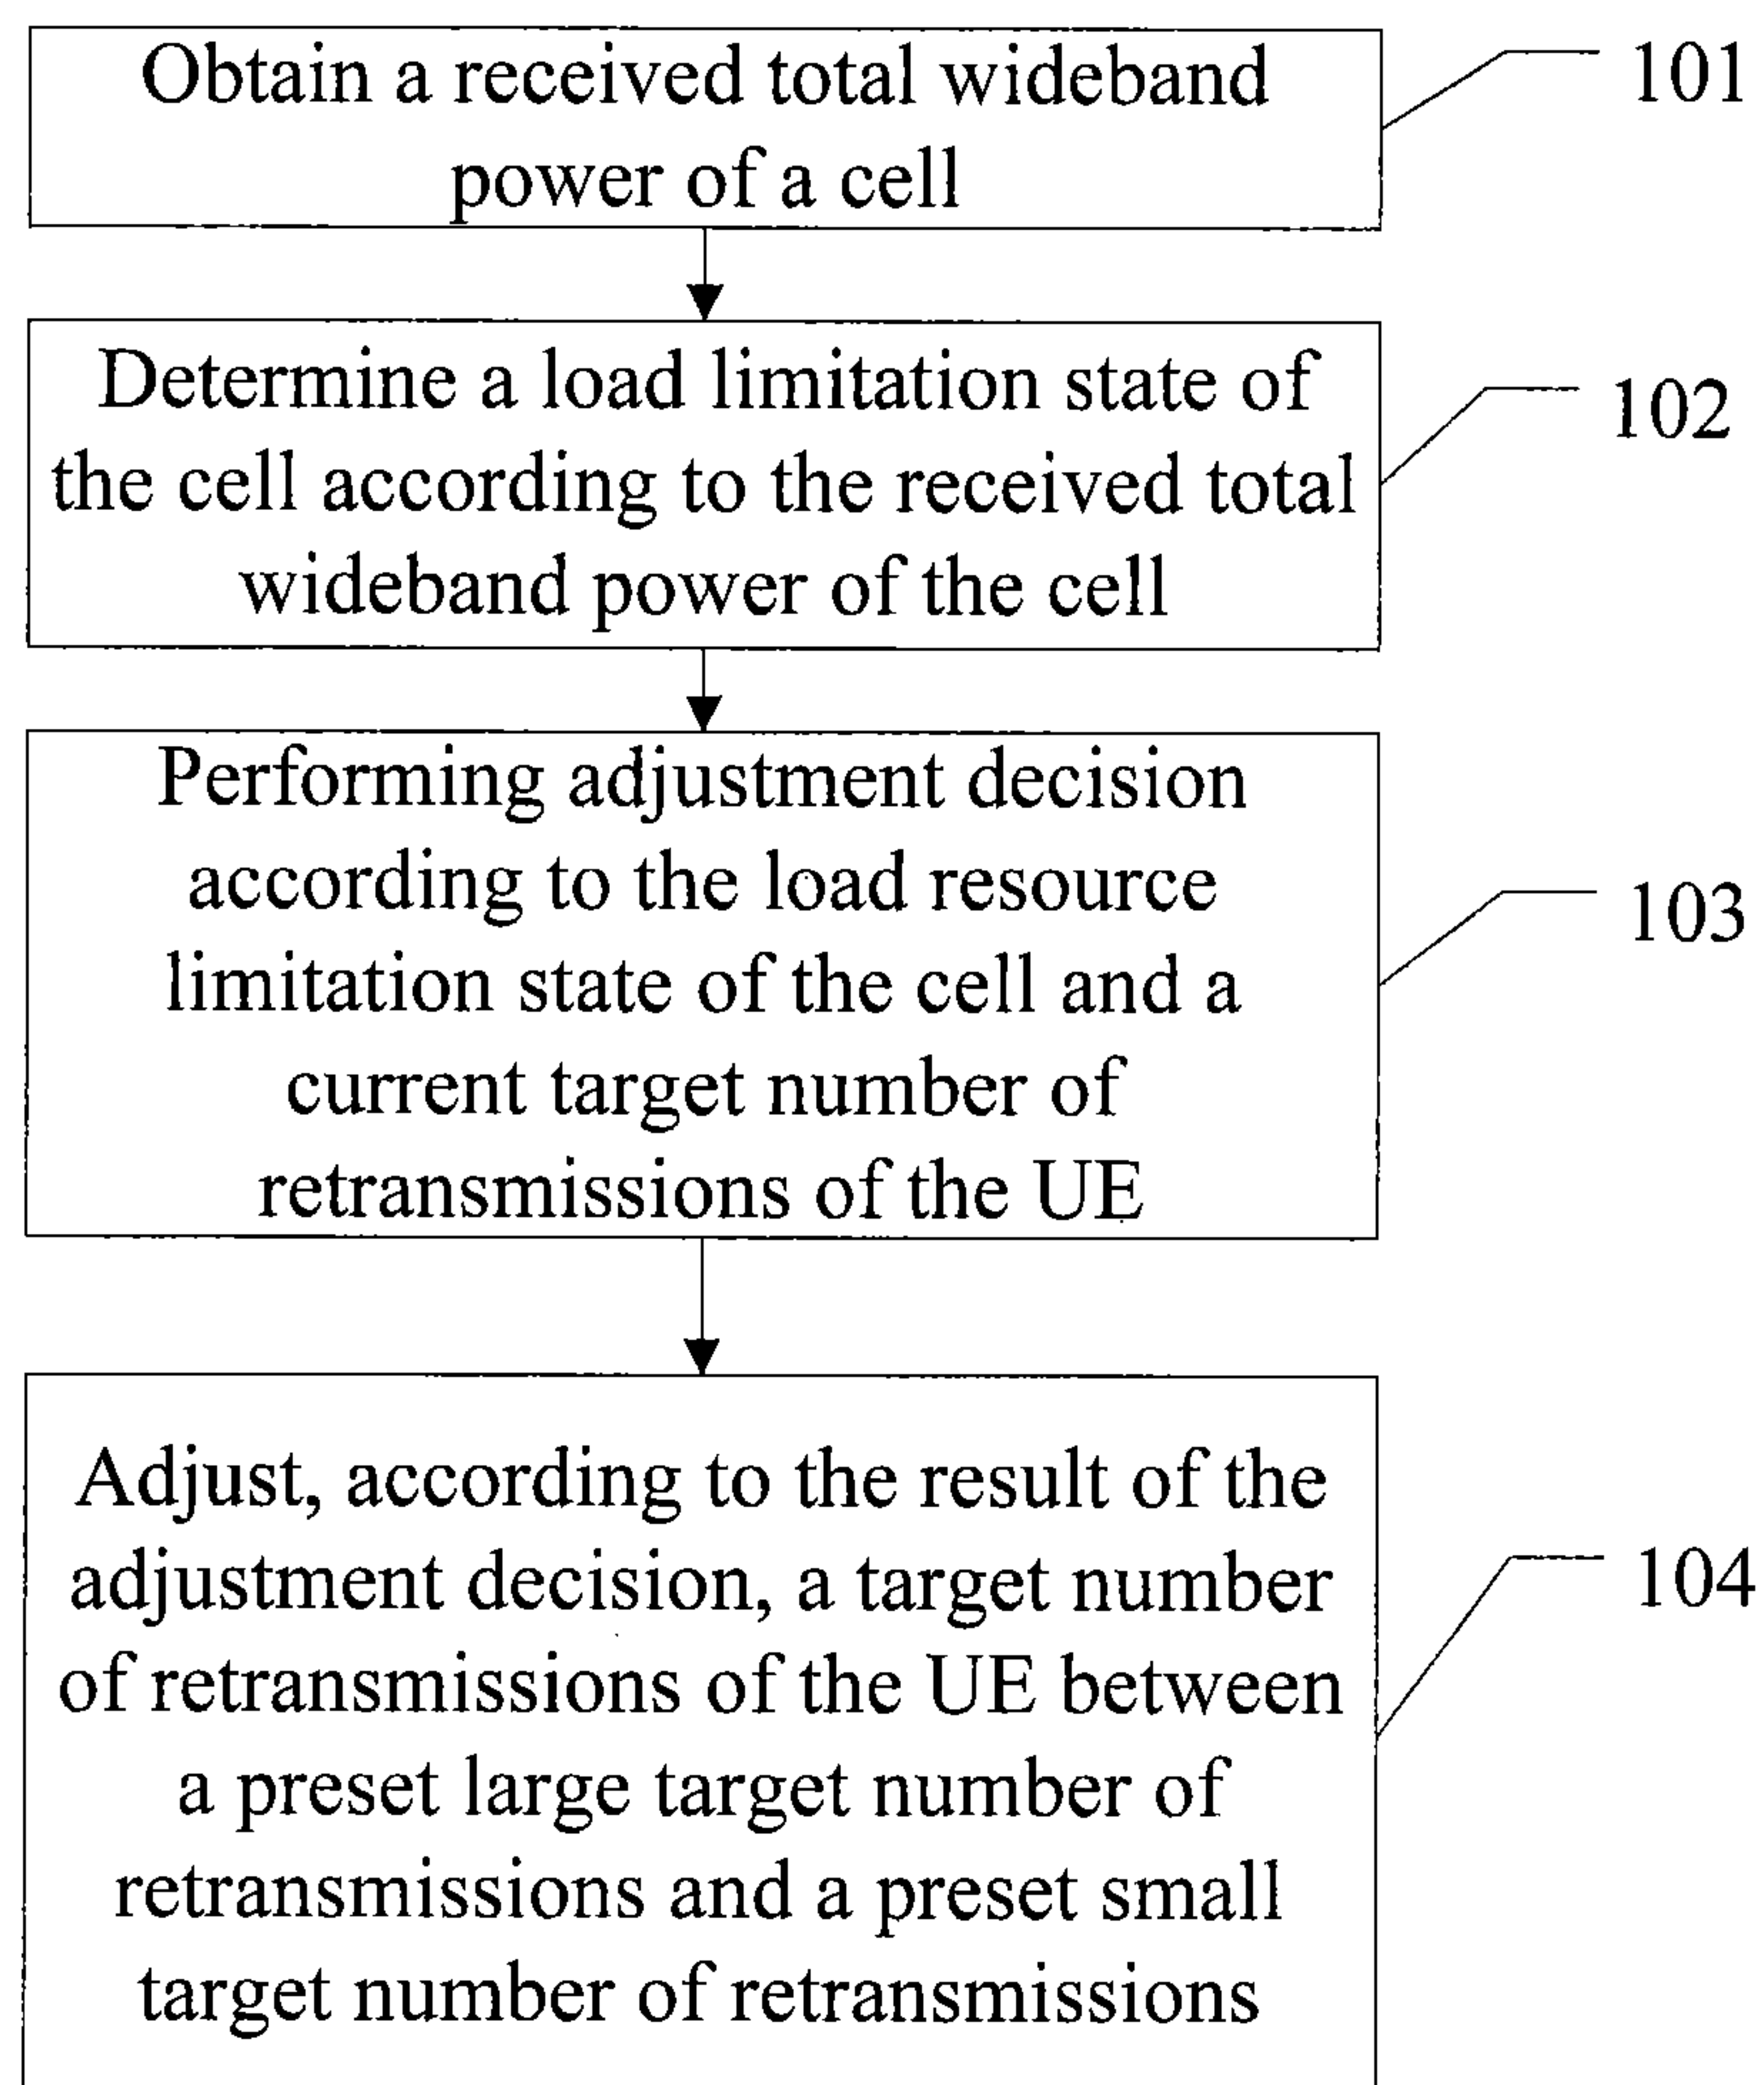 Obtain a received total wideband
power of a cell
101
Determine a load limitation state of
the cell according to the received total
wideband power of the cell
102
Performing adjustment decision
according to the load resource
limitation state of the cell and a
current target number of
retransmissions of the UE
103
Adjust, according to the result of the
adjustment decision, a target number
of retransmissions of the UE between
a preset large target number of
retransmissions and a preset small
target number of retransmissions
104